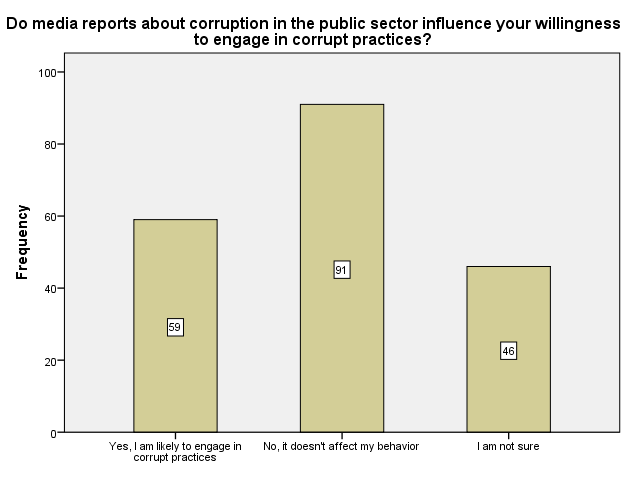 Do media reports about corruption in the public sector influence your willingness
to engage in corrupt practices?
100
80
60
40
20
0
Frequency
59
91
46
Yes, I am likely to engage in
corrupt practices
No, it doesn't affect my behavior
I am not sure